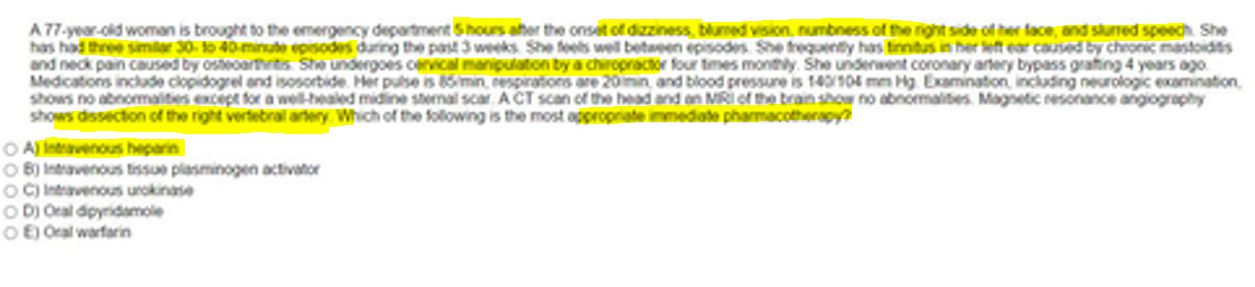 A 77-year-old woman is brought to the emergency department 5 hours after the onset of dizziness, blurred vision, numbness of the right side of her face, and slurred speech. She
has had three similar 30- to 40-minute episodes during the past 3 weeks. She feels well between episodes. She frequently has tinnitus in her left ear caused by chronic mastoiditis
and neck pain caused by osteoarthritis. She undergoes cervical manipulation by a chiropractor four times monthly. She underwent coronary artery bypass grafting 4 years ago.
Medications include clopidogrel and isosorbide. Her pulse is 85/min, respirations are 20/min, and blood pressure is 140/104 mm Hg. Examination, including neurologic examination,
shows no abnormalities except for a well-healed midline sternal scar. A CT scan of the head and an MRI of the brain show no abnormalities. Magnetic resonance angiography
shows dissection of the right vertebral artery. Which of the following is the most appropriate immediate pharmacotherapy?
A) Intravenous heparin
B) Intravenous tissue plasminogen activator
C) Intravenous urokinase
D) Oral dipyridamole
E) Oral warfarin